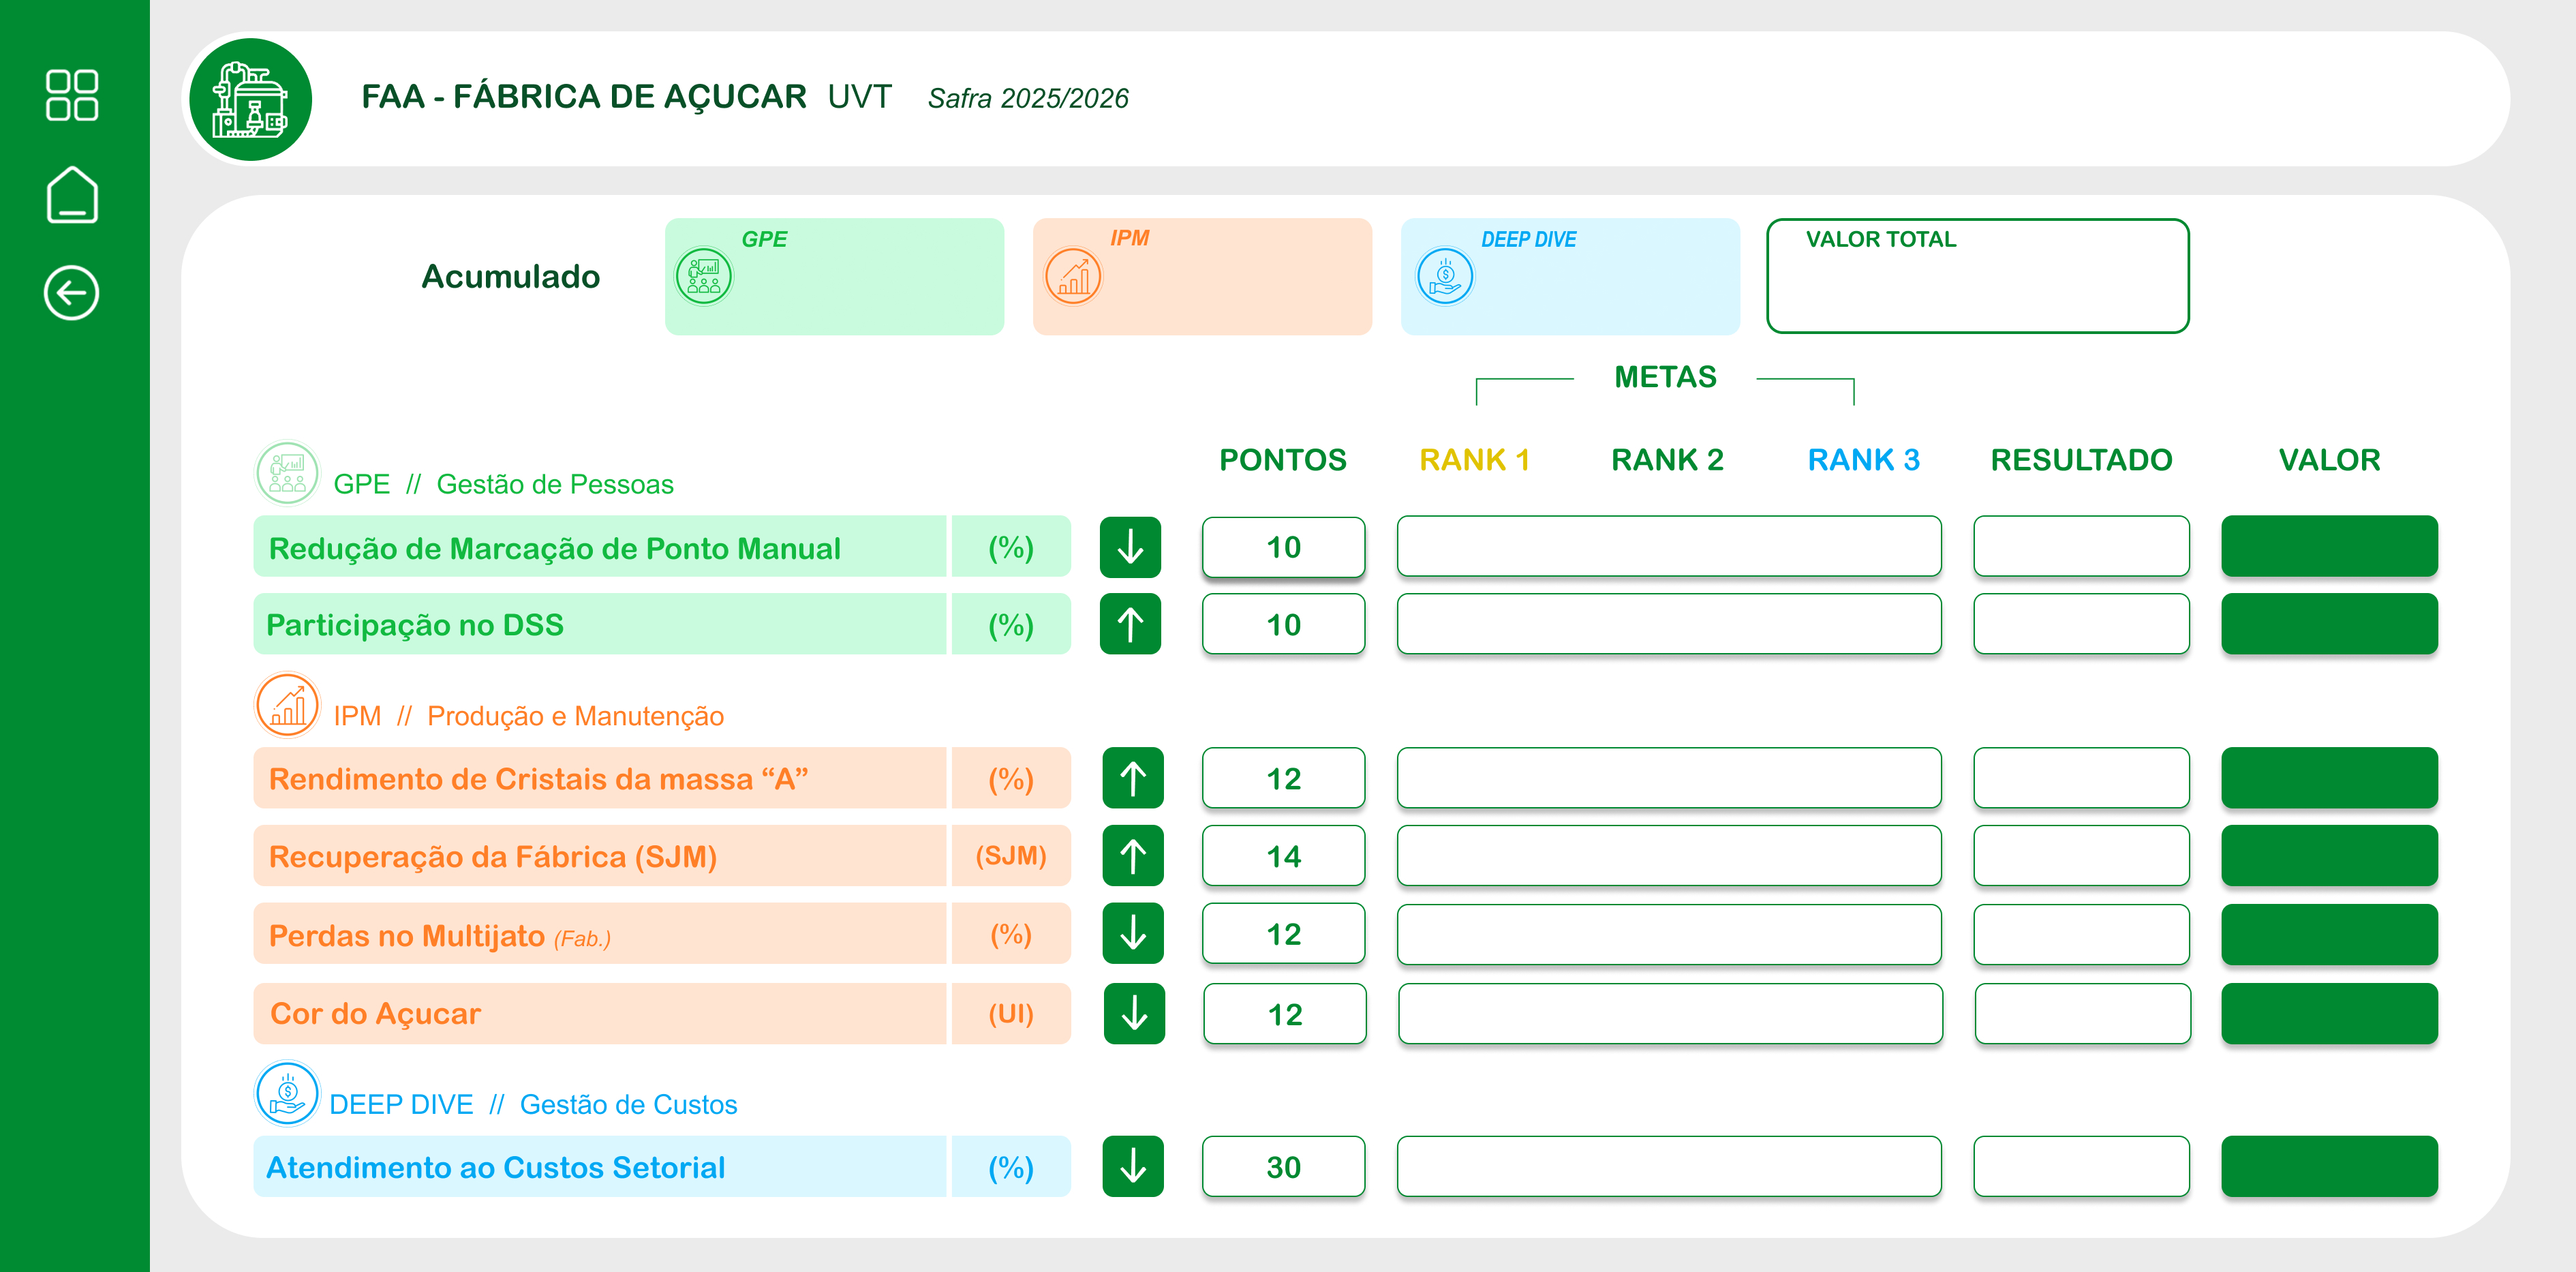 FAA - FÁBRICA DE AÇUCAR UVT Safra 2025/2026
Acumulado
GPE
IPM
DEEP DIVE
VALOR TOTAL
METAS
PONTOS RANK 1 RANK 2 RANK 3 RESULTADO VALOR
GPE // Gestão de Pessoas
Redução de Marcação de Ponto Manual (%) 10
Participação no DSS (%) 10
IPM // Produção e Manutenção
Rendimento de Cristais da massa “A” (%) 12
Recuperação da Fábrica (SJM) (SJM) 14
Perdas no Multijato (Fab.) (%) 12
Cor do Açucar (UI) 12
DEEP DIVE // Gestão de Custos
Atendimento ao Custos Setorial (%) 30